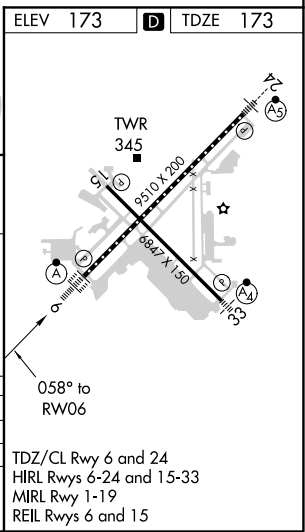 ELEV 173 D TDZE 173
24
A5
P
TWR
345
15
P
9510 X 200
6847 X 150
P
A
P
A4
6
33
058° to
RW06
TDZ/CL Rwy 6 and 24
HIRL Rwys 6-24 and 15-33
MIRL Rwy 1-19
REIL Rwys 6 and 15